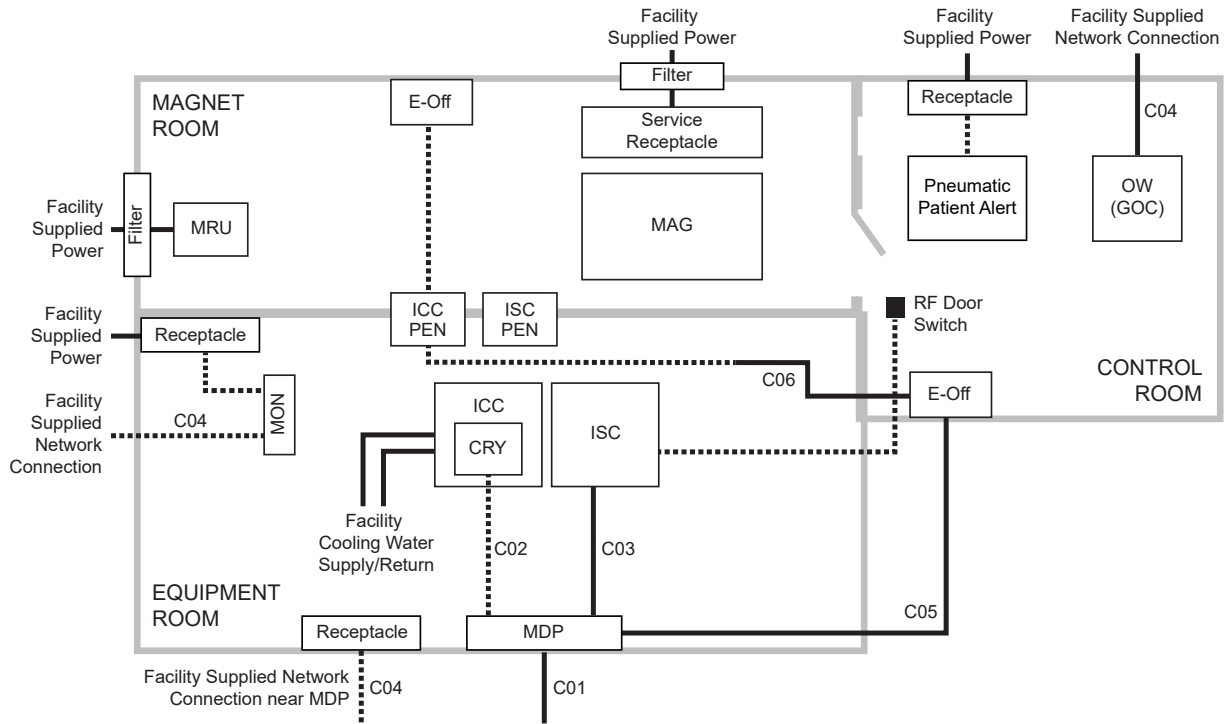 Facility
Supplied Power
Facility
Supplied Power
Facility Supplied
Network Connection
MAGNET
ROOM
E-Off
Filter
Service
Receptacle
Receptacle
C04
Facility
Supplied
Power
Filter
MRU
MAG
Pneumatic
Patient Alert
OW
(GOC)
ICC
PEN
ISC
PEN
RF Door
Switch
Facility
Supplied
Power
Receptacle
C06
CONTROL
ROOM
E-Off
Facility
Supplied
Network
Connection
C04
MON
ICC
CRY
ISC
Facility
Cooling Water
Supply/Return
C02
C03
EQUIPMENT
ROOM
C05
Receptacle
MDP
Facility Supplied Network
Connection near MDP
C04
C01